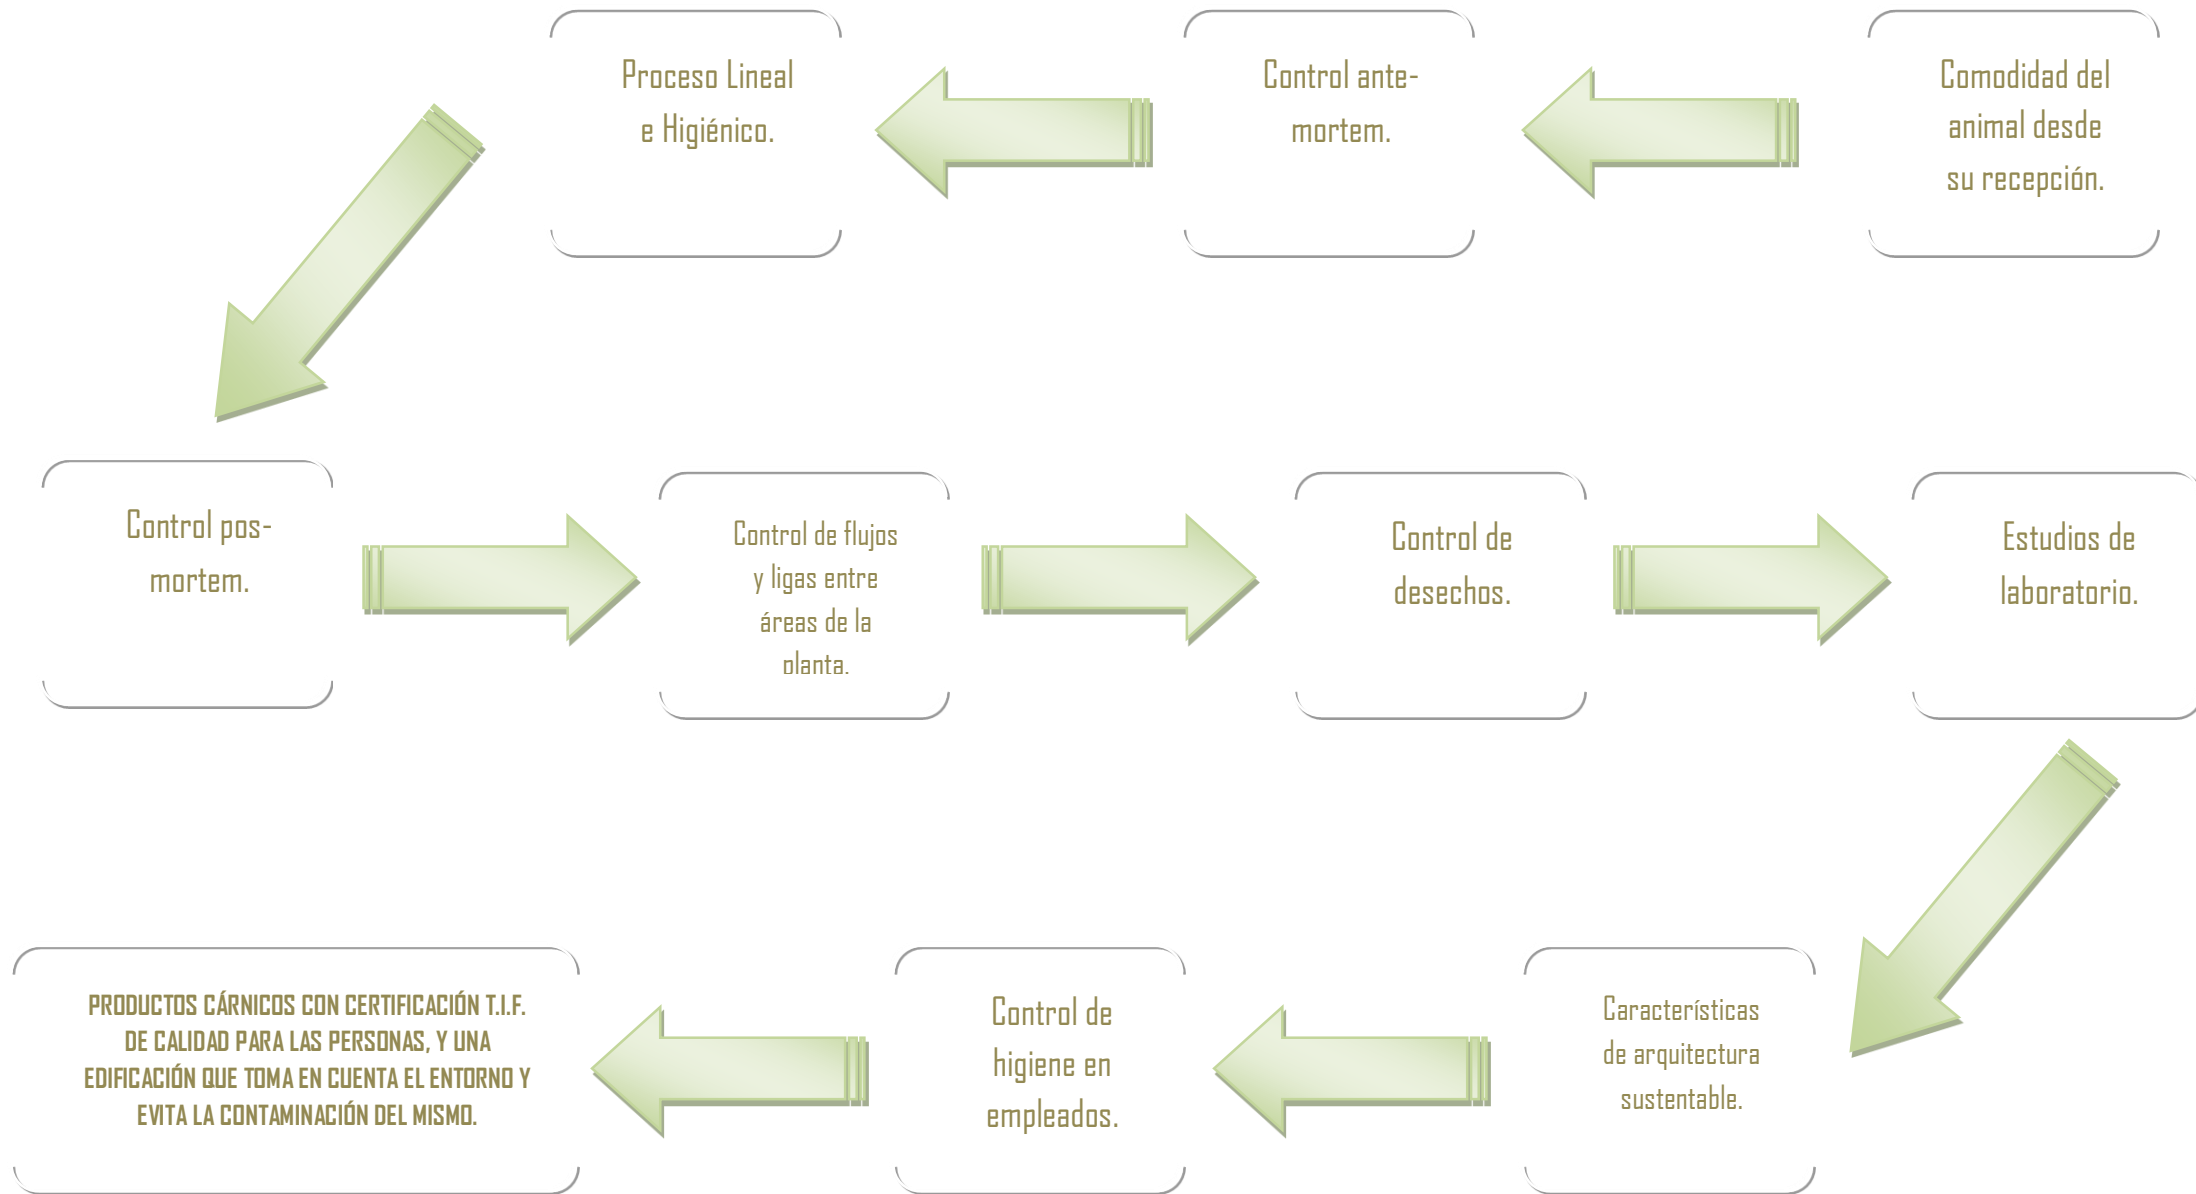 Proceso Lineal
e Higiénico.
Control ante-
mortem.
Comodidad del
animal desde
su recepción.
Control pos-
mortem.
Control de flujos
y ligas entre
áreas de la
planta.
Control de
desechos.
Estudios de
laboratorio.
PRODUCTOS CÁRNICOS CON CERTIFICACIÓN T.I.F.
DE CALIDAD PARA LAS PERSONAS, Y UNA
EDIFICACIÓN QUE TOMA EN CUENTA EL ENTORNO Y
EVITA LA CONTAMINACIÓN DEL MISMO.
Control de
higiene en
empleados.
Características
de arquitectura
sustentable.